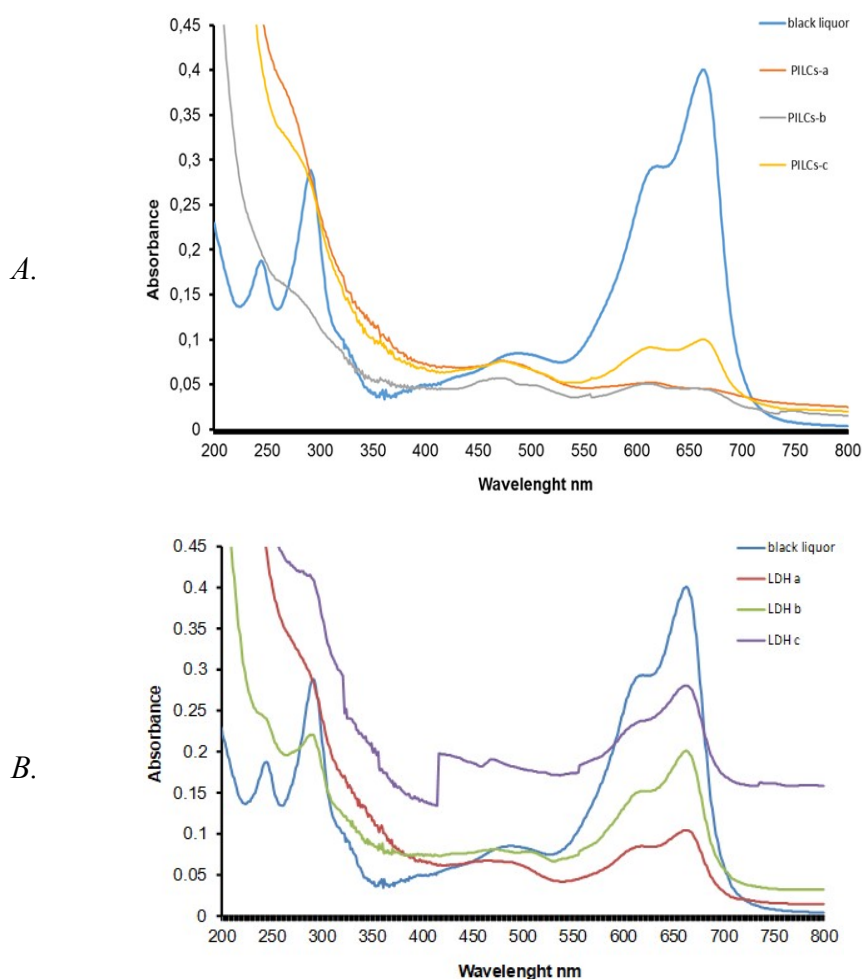 A.
Absorbance
0,45
0,4
0,35
0,3
0,25
0,2
0,15
0,1
0,05
0
200 250 300 350 400 450 500 550 600 650 700 750 800
Wavelenght nm
black liquor
PILCs-a
PILCs-b
PILCs-c
B.
Absorbance
0.45
0.4
0.35
0.3
0.25
0.2
0.15
0.1
0.05
0
200 250 300 350 400 450 500 550 600 650 700 750 800
Wavelenght nm
black liquor
LDH a
LDH b
LDH c